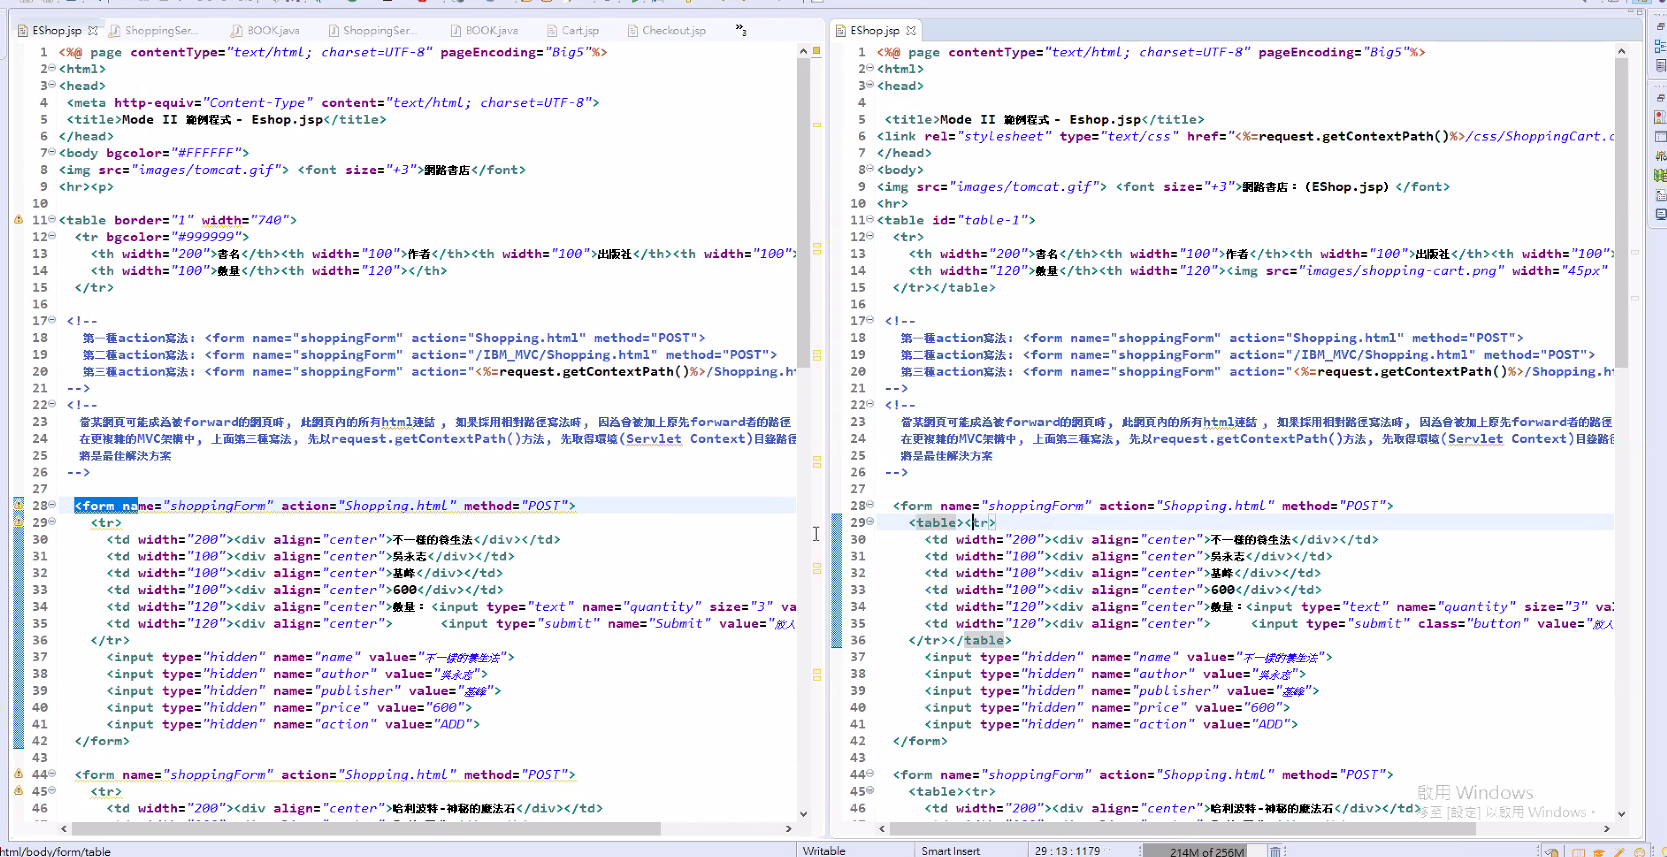 EShop.jsp ShoppingSer... BOOK.java ShoppingSer... BOOK.java Cart.jsp Checkout.jsp »3
1 <%@ page contentType="text/html; charset=UTF-8" pageEncoding="Big5"%>
2 <html>
3 <head>
4 <meta http-equiv="Content-Type" content="text/html; charset=UTF-8">
5 <title>Mode II 範例程式 - Eshop.jsp</title>
6 </head>
7 <body bgcolor="#FFFFFF">
8 <img src="images/tomcat.gif"> <font size="+3">網路書店</font>
9 <hr><p>
10
11 <table border="1" width="740">
12 <tr bgcolor="#999999">
13 <th width="200">書名</th><th width="100">作者</th><th width="100">出版社</th><th width="100">
14 <th width="100">數量</th><th width="120"></th>
15 </tr>
16
17 <!--
18 第一種action寫法: <form name="shoppingForm" action="Shopping.html" method="POST">
19 第二種action寫法: <form name="shoppingForm" action="/IBM_MVC/Shopping.html" method="POST">
20 第三種action寫法: <form name="shoppingForm" action="<%=request.getContextPath()%>/Shopping.ht
21 -->
22 <!--
23 當某網頁可能成為被forward的網頁時, 此網頁內的所有html連結 , 如果採用相對路徑寫法時, 因為會被加上原先forward者的路徑
24 在更複雜的MVC架構中, 上面第三種寫法, 先以request.getContextPath()方法, 先取得環境(Servlet Context)目錄路徑
25 將是最佳解決方案
26 -->
27
28 <form name="shoppingForm" action="Shopping.html" method="POST">
29 <tr>
30 <td width="200"><div align="center">不一樣的養生法</div></td>
31 <td width="100"><div align="center">吳永志</div></td>
32 <td width="100"><div align="center">基峰</div></td>
33 <td width="100"><div align="center">600</div></td>
34 <td width="120"><div align="center">數量：<input type="text" name="quantity" size="3" va
35 <td width="120"><div align="center"> <input type="submit" name="Submit" value="放入
36 </tr>
37 <input type="hidden" name="name" value="不一樣的養生法">
38 <input type="hidden" name="author" value="吳永志">
39 <input type="hidden" name="publisher" value="基峰">
40 <input type="hidden" name="price" value="600">
41 <input type="hidden" name="action" value="ADD">
42 </form>
43
44 <form name="shoppingForm" action="Shopping.html" method="POST">
45 <tr>
46 <td width="200"><div align="center">哈利波特-神秘的魔法石</div></td>
EShop.jsp
1 <%@ page contentType="text/html; charset=UTF-8" pageEncoding="Big5"%>
2 <html>
3 <head>
4
5 <title>Mode II 範例程式 - Eshop.jsp</title>
6 <link rel="stylesheet" type="text/css" href="<%=request.getContextPath()%>/css/ShoppingCart.c
7 </head>
8 <body>
9 <img src="images/tomcat.gif"> <font size="+3">網路書店：（EShop.jsp）</font>
10 <hr>
11 <table id="table-1">
12 <tr>
13 <th width="200">書名</th><th width="100">作者</th><th width="100">出版社</th><th width="100">
14 <th width="120">數量</th><th width="120"><img src="images/shopping-cart.png" width="45px"
15 </tr></table>
16
17 <!--
18 第一種action寫法: <form name="shoppingForm" action="Shopping.html" method="POST">
19 第二種action寫法: <form name="shoppingForm" action="/IBM_MVC/Shopping.html" method="POST">
20 第三種action寫法: <form name="shoppingForm" action="<%=request.getContextPath()%>/Shopping.ht
21 -->
22 <!--
23 當某網頁可能成為被forward的網頁時, 此網頁內的所有html連結 , 如果採用相對路徑寫法時, 因為會被加上原先forward者的路徑
24 在更複雜的MVC架構中, 上面第三種寫法, 先以request.getContextPath()方法, 先取得環境(Servlet Context)目錄路徑
25 將是最佳解決方案
26 -->
27
28 <form name="shoppingForm" action="Shopping.html" method="POST">
29 <table><tr>
30 <td width="200"><div align="center">不一樣的養生法</div></td>
31 <td width="100"><div align="center">吳永志</div></td>
32 <td width="100"><div align="center">基峰</div></td>
33 <td width="100"><div align="center">600</div></td>
34 <td width="120"><div align="center">數量：<input type="text" name="quantity" size="3" va
35 <td width="120"><div align="center"> <input type="submit" class="button" value="放入
36 </tr></table>
37 <input type="hidden" name="name" value="不一樣的養生法">
38 <input type="hidden" name="author" value="吳永志">
39 <input type="hidden" name="publisher" value="基峰">
40 <input type="hidden" name="price" value="600">
41 <input type="hidden" name="action" value="ADD">
42 </form>
43
44 <form name="shoppingForm" action="Shopping.html" method="POST">
45 <table><tr>
46 <td width="200"><div align="center">哈利波特-神秘的魔法石</div></td>
啟用 Windows
移至 [設定] 以啟用 Windows。
html/body/form/table Writable Smart Insert 29 : 13 : 1179 214M of 256M